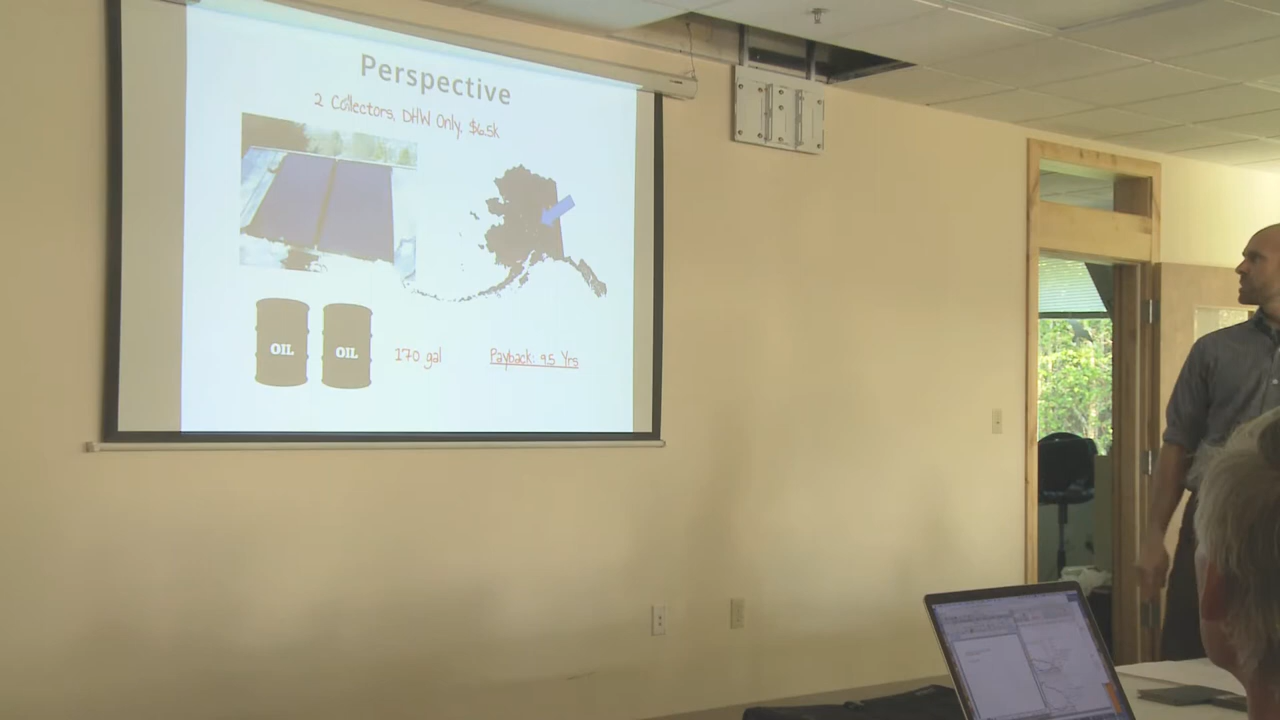 Perspective
2 Collectors, DHW Only, $6.5k
OIL
OIL
170 gal
Payback: 9.5 Yrs